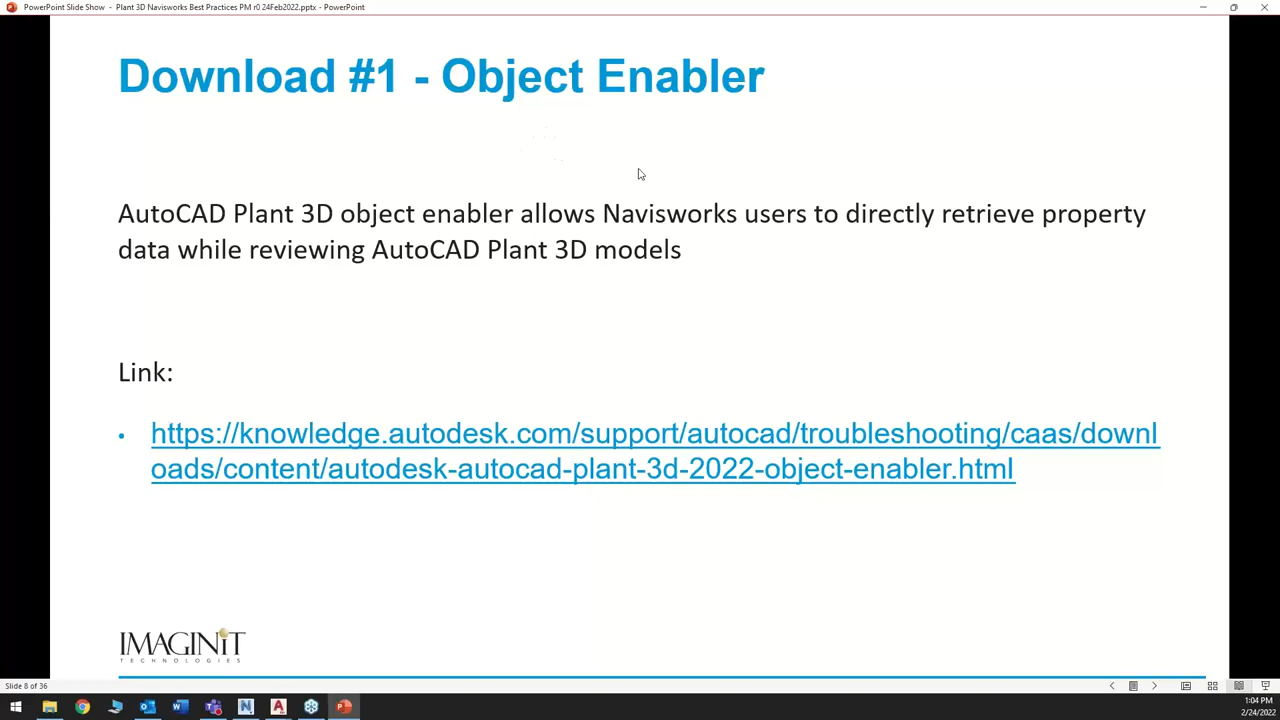 PowerPoint Slide Show - Plant 3D Navisworks Best Practices PM r0 24Feb2022.pptx - PowerPoint
Download #1 - Object Enabler
AutoCAD Plant 3D object enabler allows Navisworks users to directly retrieve property
data while reviewing AutoCAD Plant 3D models
Link:
• https://knowledge.autodesk.com/support/autocad/troubleshooting/caas/downl
oads/content/autodesk-autocad-plant-3d-2022-object-enabler.html
IMAGINiT
TECHNOLOGIES
Slide 8 of 36
1:04 PM
2/24/2022